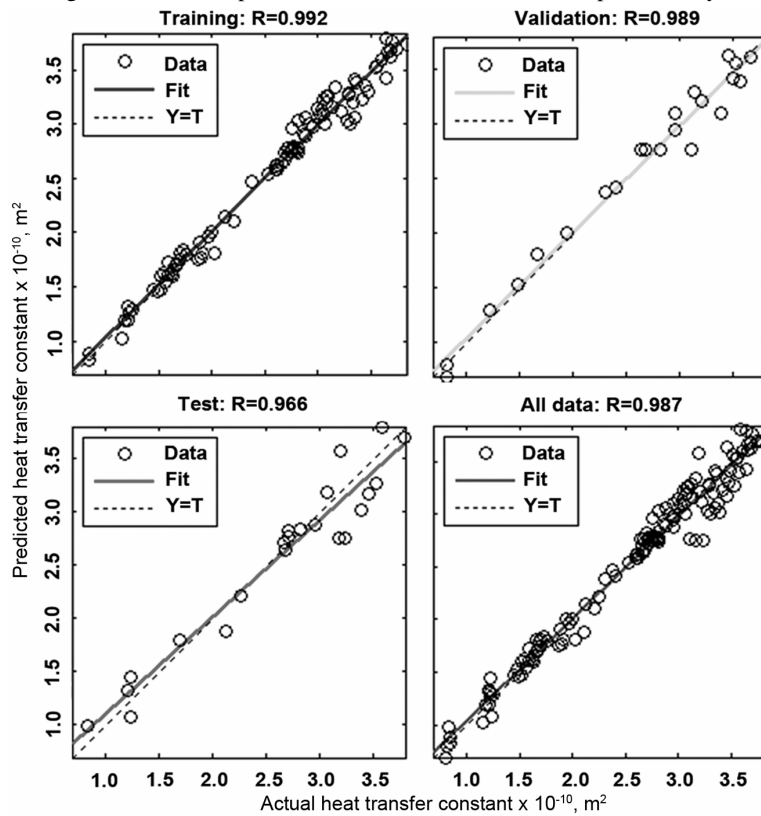 Training: R=0.992
Validation: R=0.989
Data
Fit
Y=T
3.5
3.0
2.5
2.0
1.5
1.0
Data
Fit
Y=T
Test: R=0.966
All data: R=0.987
Data
Fit
Y=T
3.5
3.0
2.5
2.0
1.5
1.0
Data
Fit
Y=T
1.0 1.5 2.0 2.5 3.0 3.5
1.0 1.5 2.0 2.5 3.0 3.5
Predicted heat transfer constant x 10⁻¹⁰, m²
Actual heat transfer constant x 10⁻¹⁰, m²